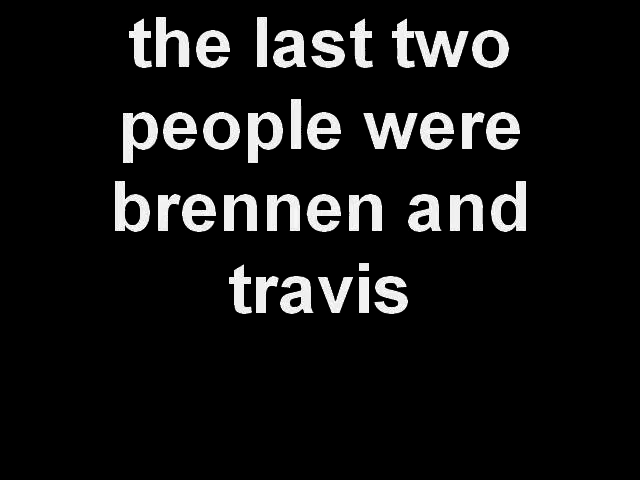 the last two
people were
brennen and
travis